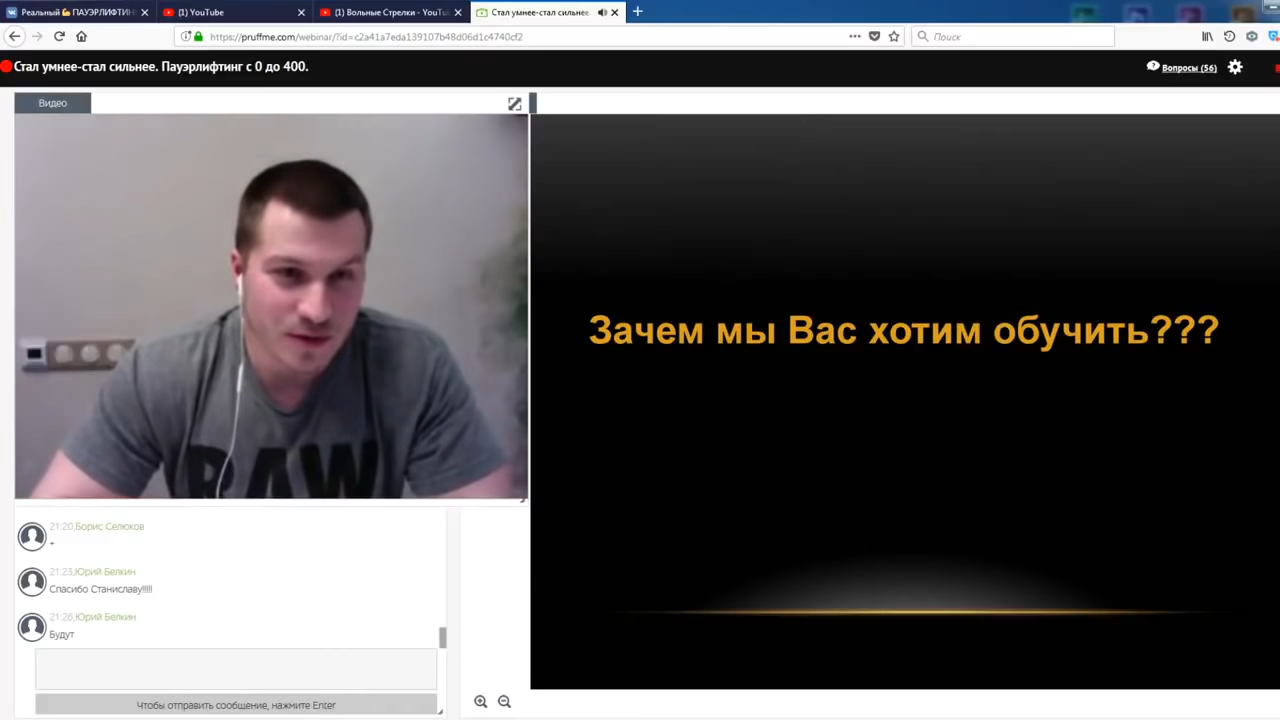 Реальный 💪 ПАУЭРЛИФТИН
(1) YouTube
(1) Вольные Стрелки - YouTu
Стал умнее-стал сильнее.
https://pruffme.com/webinar/?id=c2a41a7eda139107b48d06d1c4740cf2
Поиск
Стал умнее-стал сильнее. Пауэрлифтинг с 0 до 400.
Вопросы (56)
Видео
RAW
Зачем мы Вас хотим обучить???
21:20,Борис Селюков
+
21:23,Юрий Белкин
Спасибо Станиславу!!!!!
21:26,Юрий Белкин
Будут
Чтобы отправить сообщение, нажмите Enter